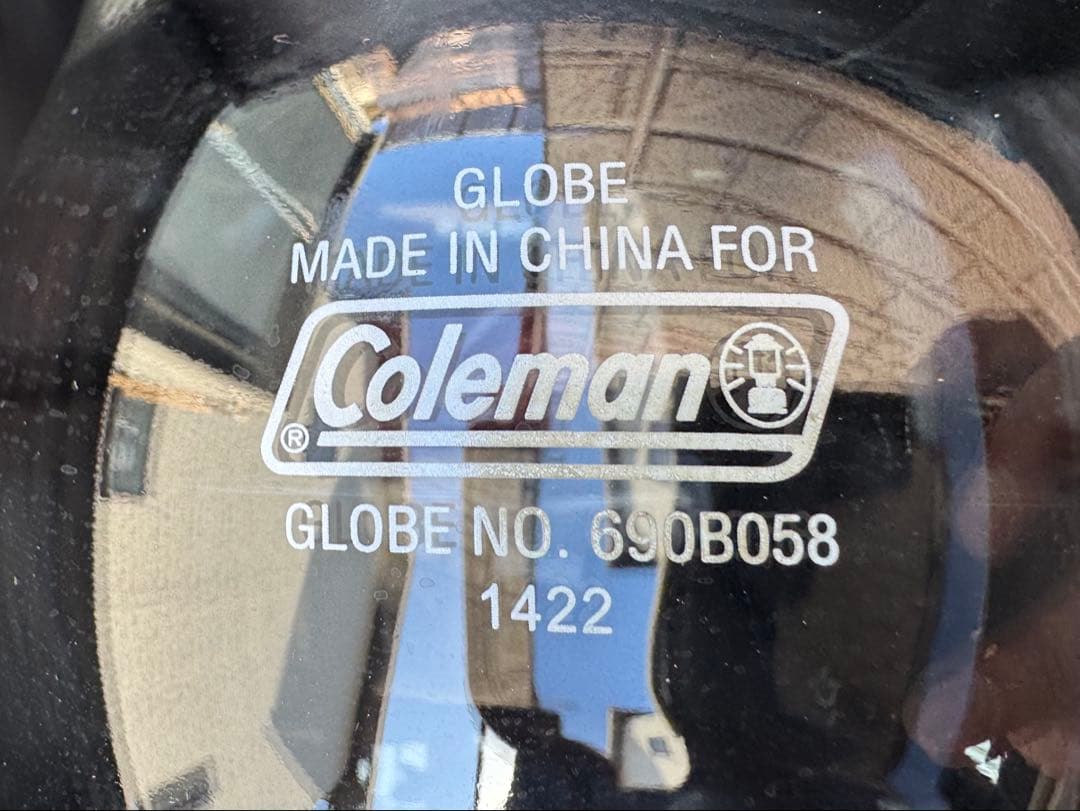 GLOBE
MADE IN CHINA FOR
Coleman
®
GLOBE NO. 690B058
1422